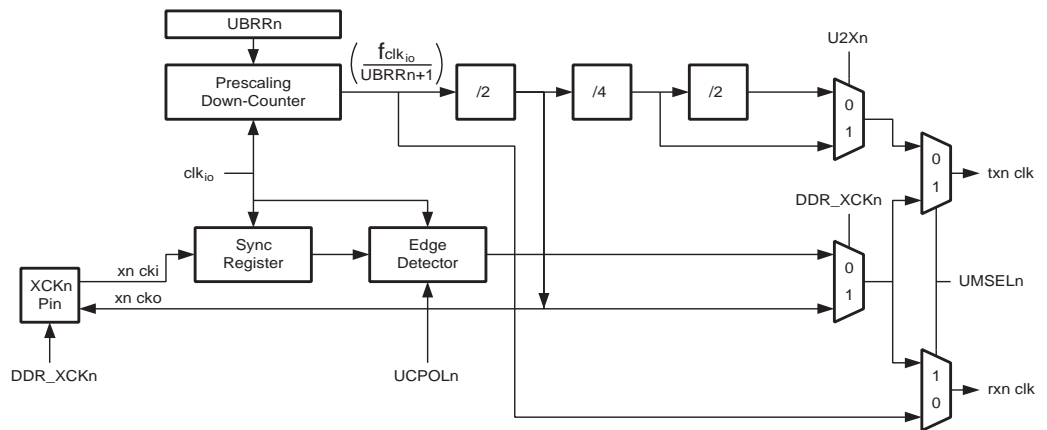 UBRRn
U2Xn
fclkio
UBRRn+1
Prescaling
Down-Counter
/2
/4
/2
0
1
clkio
0
1
txn clk
DDR_XCKn
Sync
Register
Edge
Detector
0
1
xn cki
XCKn
Pin
xn cko
UMSELn
DDR_XCKn
UCPOLn
1
0
rxn clk